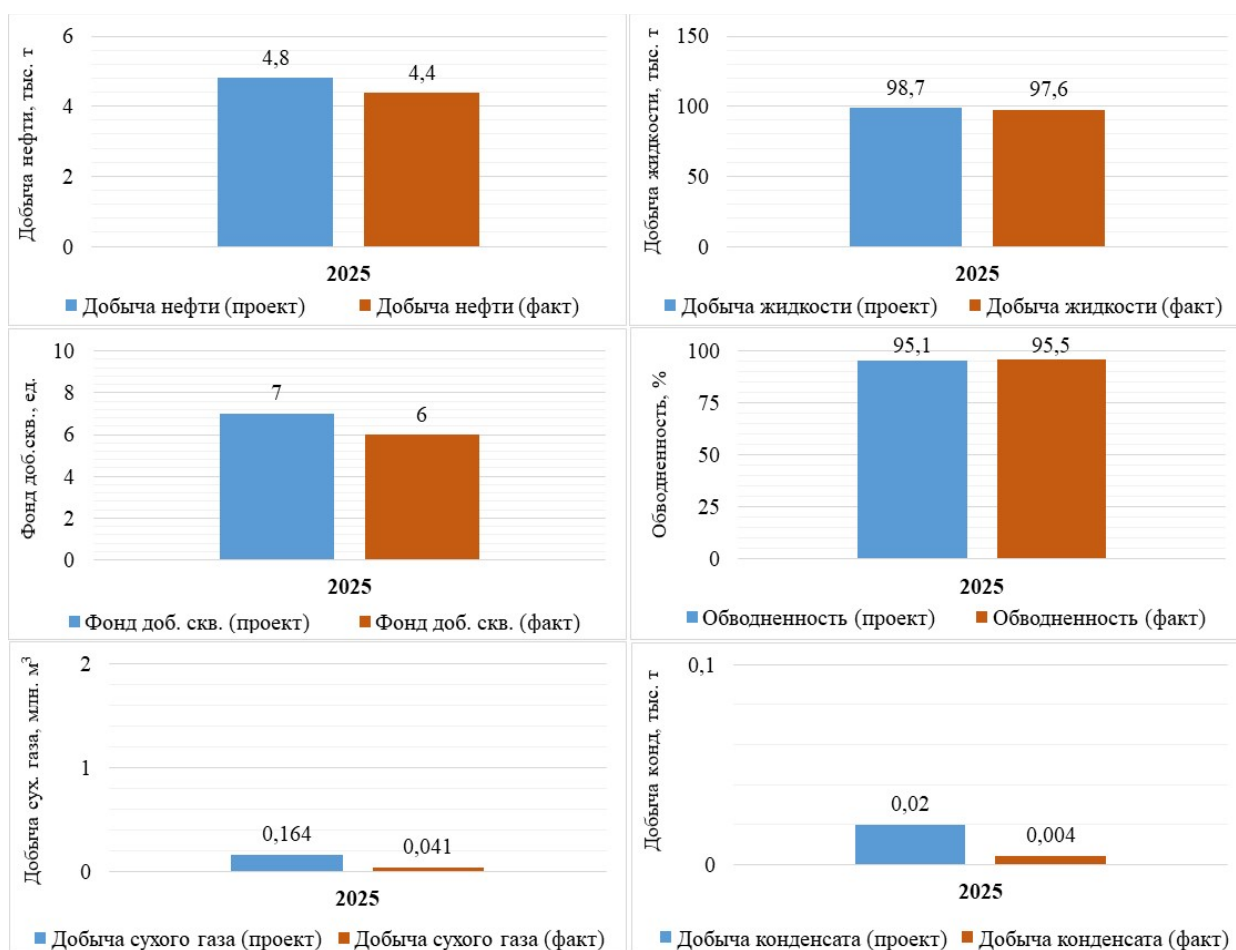 Добыча нефти, тыс. т
6
4
2
0
4,8
4,4
2025
Добыча нефти (проект)
Добыча нефти (факт)
Добыча жидкости, тыс. т
150
100
50
0
98,7
97,6
2025
Добыча жидкости (проект)
Добыча жидкости (факт)
Фонд доб.скв., ед.
10
8
6
4
2
0
7
6
2025
Фонд доб. скв. (проект)
Фонд доб. скв. (факт)
Обводненность, %
100
75
50
25
0
95,1
95,5
2025
Обводненность (проект)
Обводненность (факт)
Добыча сух. газа, млн. м³
2
1
0
0,164
0,041
2025
Добыча сухого газа (проект)
Добыча сухого газа (факт)
Добыча конд, тыс. т
0,1
0
0,02
0,004
2025
Добыча конденсата (проект)
Добыча конденсата (факт)